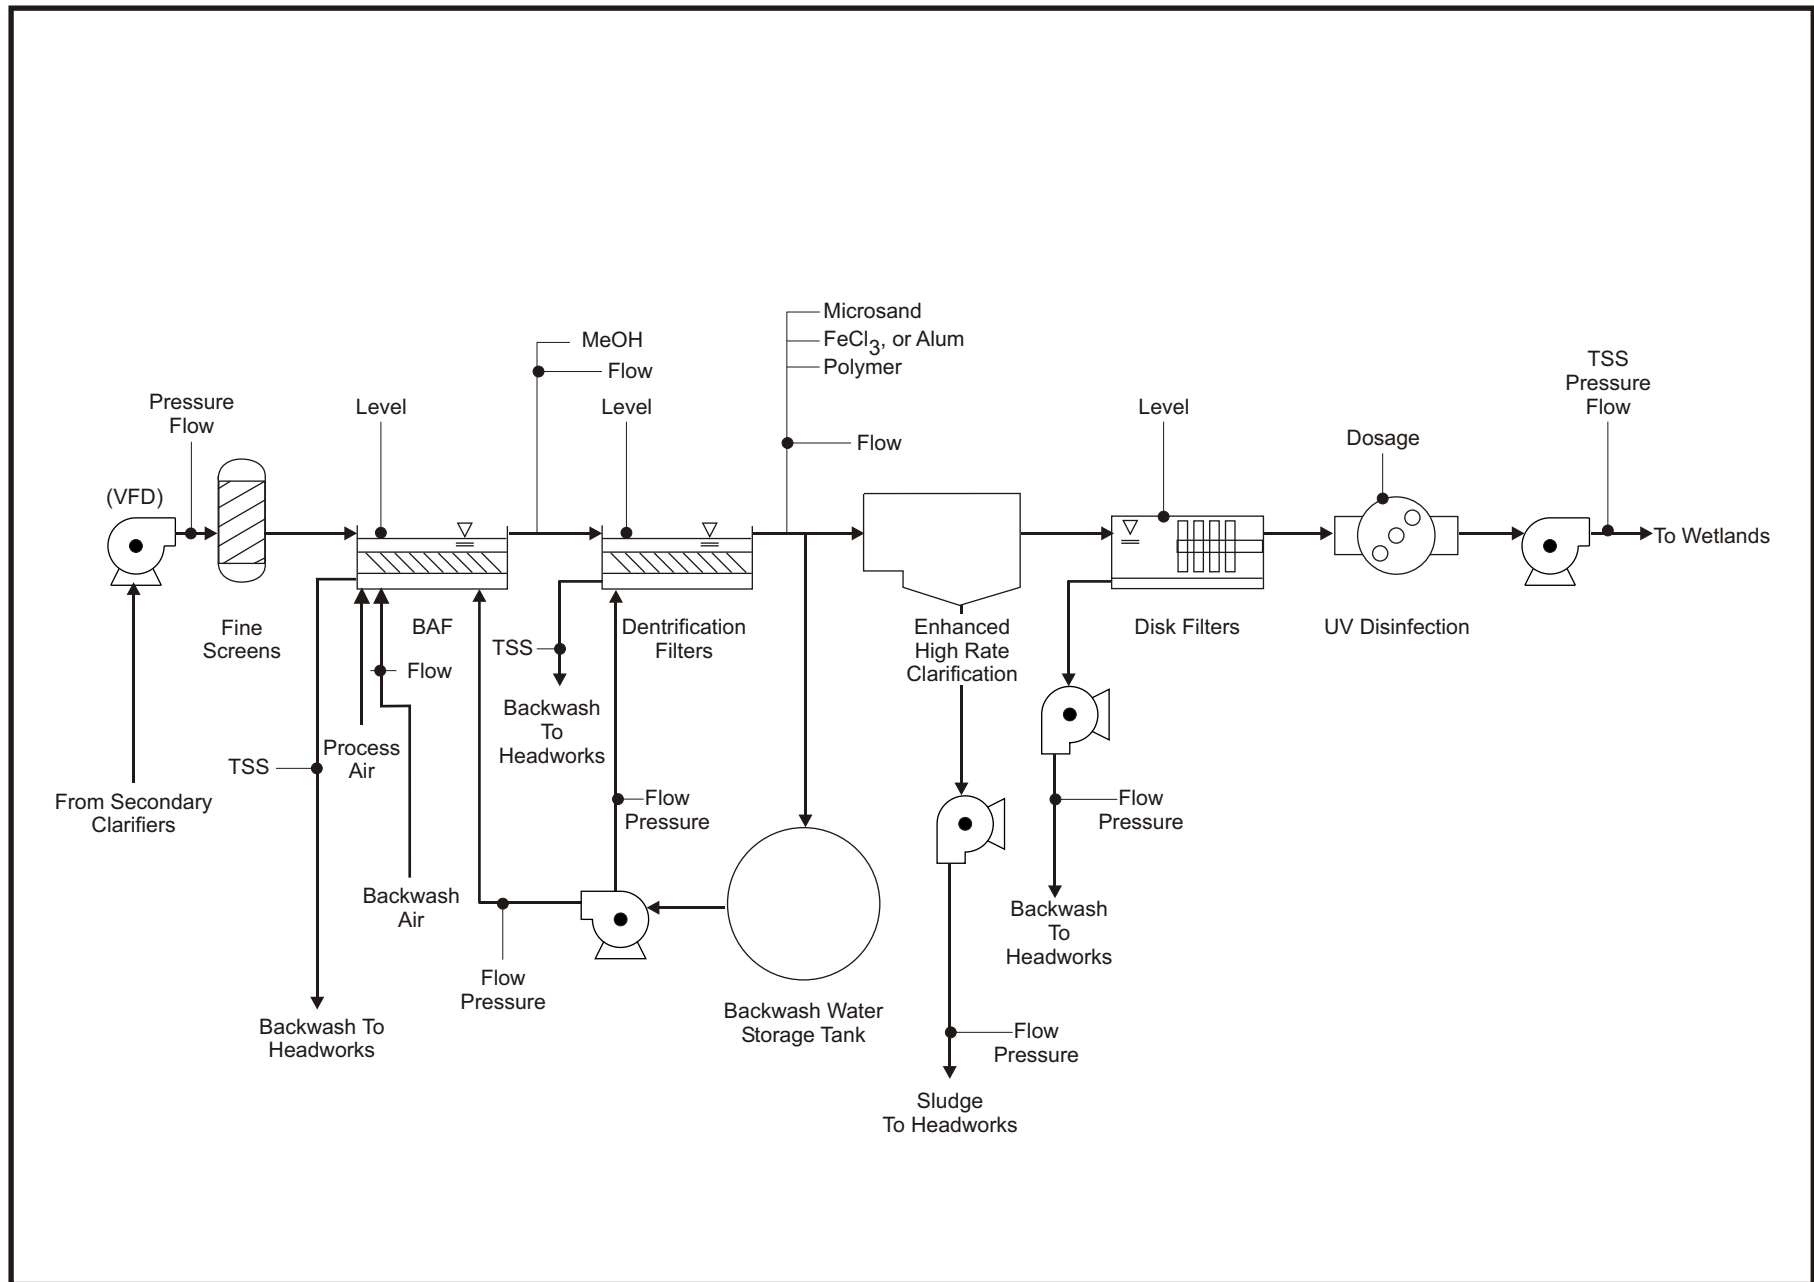 Microsand
FeCl3, or Alum
Polymer
MeOH
Flow
TSS
Pressure
Flow
Pressure
Flow
Level
Level
Level
Flow
Dosage
(VFD)
To Wetlands
Fine
Screens
BAF
Dentrification
Filters
Enhanced
High Rate
Clarification
Disk Filters
UV Disinfection
TSS
Flow
Backwash
To
Headworks
Process
Air
TSS
From Secondary
Clarifiers
Flow
Pressure
Flow
Pressure
Backwash
Air
Backwash
To
Headworks
Flow
Pressure
Backwash Water
Storage Tank
Backwash To
Headworks
Flow
Pressure
Sludge
To Headworks